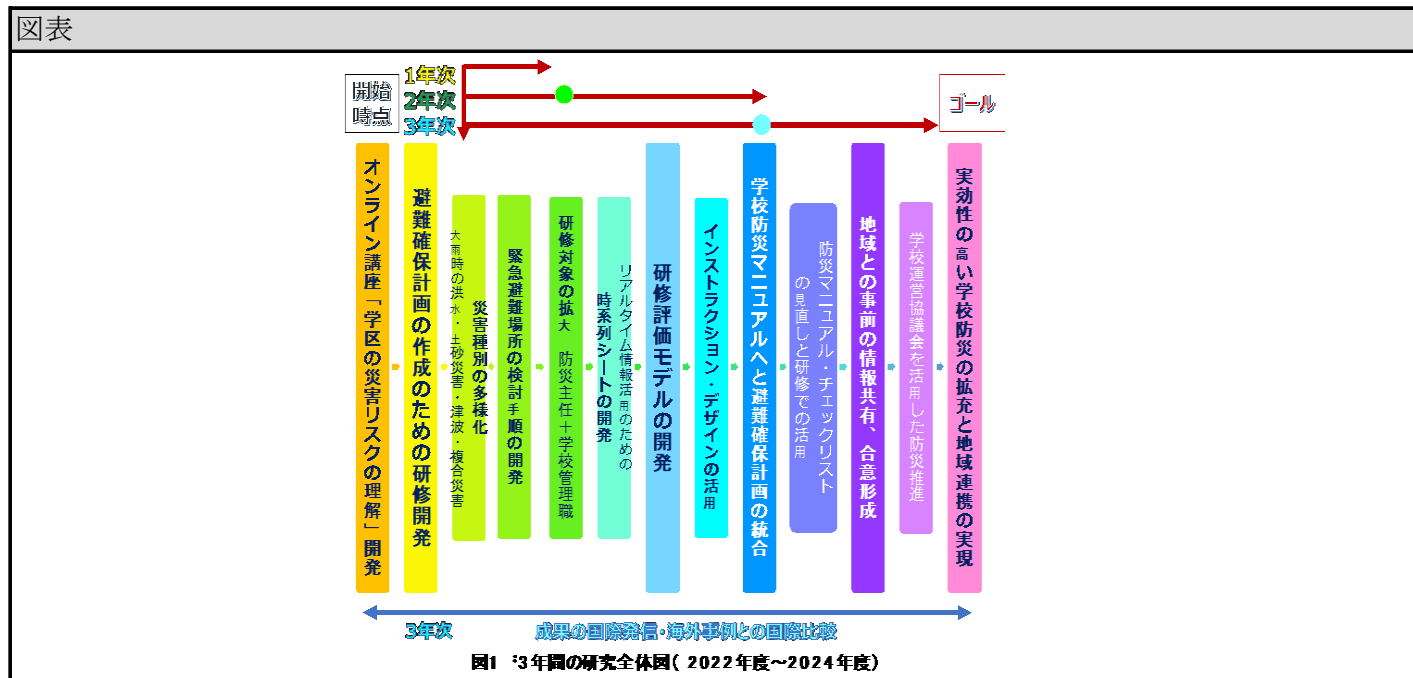 図表
開始
時点
1年次
2年次
3年次
ゴール
オンライン講座「学区の災害リスクの理解」開発
避難確保計画の作成のための研修開発
災害種別の多様化
大雨時の洪水・土砂災害・津波・複合災害
緊急避難場所の検討手順の開発
研修対象の拡大 防災主任＋学校管理職
リアルタイム情報活用のための
時系列シートの開発
研修評価モデルの開発
インストラクション・デザインの活用
学校防災マニュアルへと避難確保計画の統合
防災マニュアル・チェックリスト
の見直しと研修での活用
地域との事前の情報共有、合意形成
学校運営協議会を活用した防災推進
実効性の高い学校防災の拡充と地域連携の実現
3年次
成果の国際発信・海外事例との国際比較
図1 3年間の研究全体図( 2022年度～2024年度)